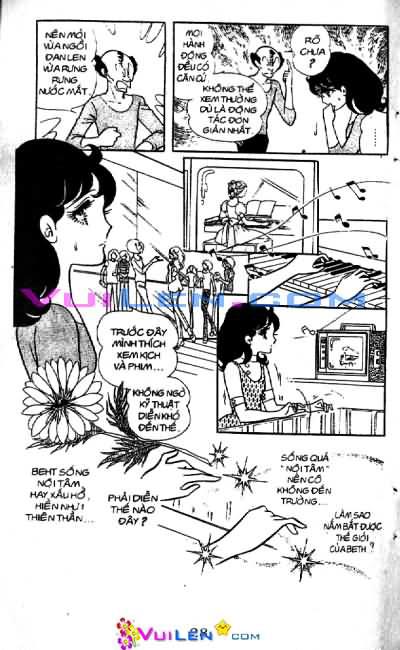 NÊN MỚI
VỪA NGỒI
ĐAN LEN
VỪA RƯNG
RƯNG
NƯỚC MẮT.
MỌI
HÀNH
ĐỘNG
ĐỀU CÓ
CĂN CỨ.
KHÔNG THỂ
XEM THƯỜNG
DÙ LÀ ĐỘNG
TÁC ĐƠN
GIẢN NHẤT.
RÕ
CHƯA?
VUILEN.COM
TRƯỚC ĐÂY
MÌNH THÍCH
XEM KỊCH
VÀ PHIM...
KHÔNG NGỜ
KỸ THUẬT
DIỄN KHÓ
ĐẾN THẾ.
BEHT SỐNG
NỘI TÂM,
HAY XẤU HỔ,
HIỀN NHƯ
THIÊN THẦN...
PHẢI DIỄN
THẾ NÀO
ĐÂY?
SỐNG QUÁ
"NỘI TÂM"
NÊN CÔ
KHÔNG ĐẾN
TRƯỜNG...
LÀM SAO
NẮM BẮT ĐƯỢC
THẾ GIỚI
CỦA BETH?
VUILEN.COM